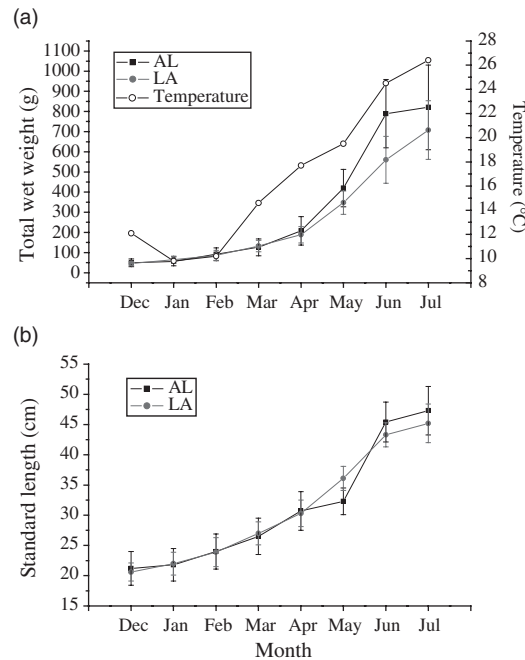 (a)
1100
1000
900
800
700
600
500
400
300
200
100
0
Total wet weight (g)
AL
LA
Temperature
28
26
24
22
20
18
16
14
12
10
8
Temperature (°C)
Dec Jan Feb Mar Apr May Jun Jul
(b)
55
50
45
40
35
30
25
20
15
Standard length (cm)
AL
LA
Dec Jan Feb Mar Apr May Jun Jul
Month